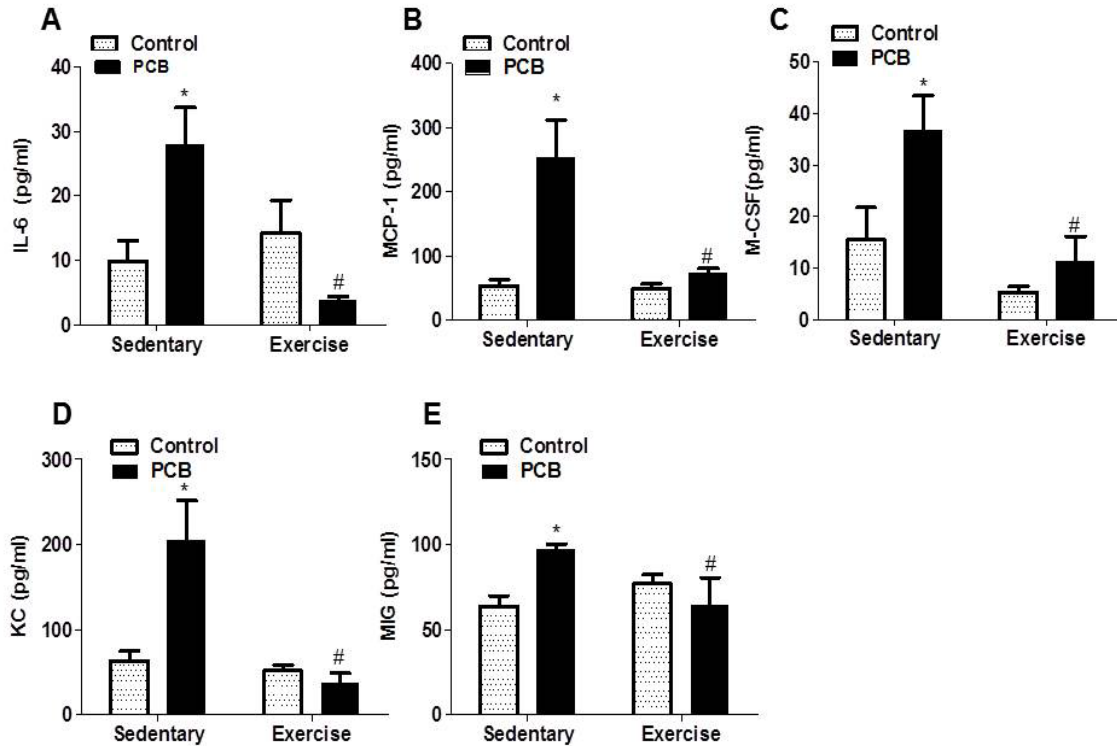 A
Control
PCB
IL-6 (pg/ml)
40
30
20
10
0
*
#
Sedentary
Exercise
B
Control
PCB
MCP-1 (pg/ml)
400
300
200
100
0
*
#
Sedentary
Exercise
C
Control
PCB
M-CSF(pg/ml)
50
40
30
20
10
0
*
#
Sedentary
Exercise
D
Control
PCB
KC (pg/ml)
300
200
100
0
*
#
Sedentary
Exercise
E
Control
PCB
MIG (pg/ml)
150
100
50
0
*
#
Sedentary
Exercise